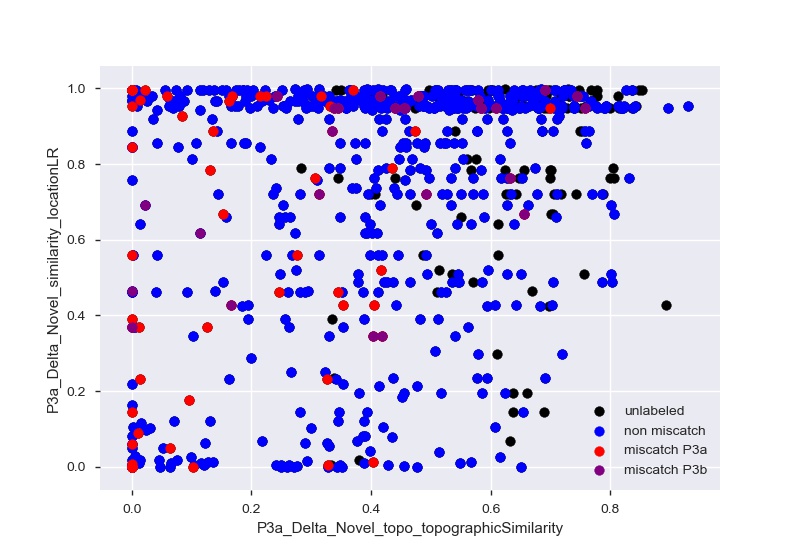 1.0
0.8
0.6
0.4
0.2
0.0
P3a_Delta_Novel_similarity_locationLR
unlabeled
non miscatch
miscatch P3a
miscatch P3b
0.0 0.2 0.4 0.6 0.8
P3a_Delta_Novel_topo_topographicSimilarity